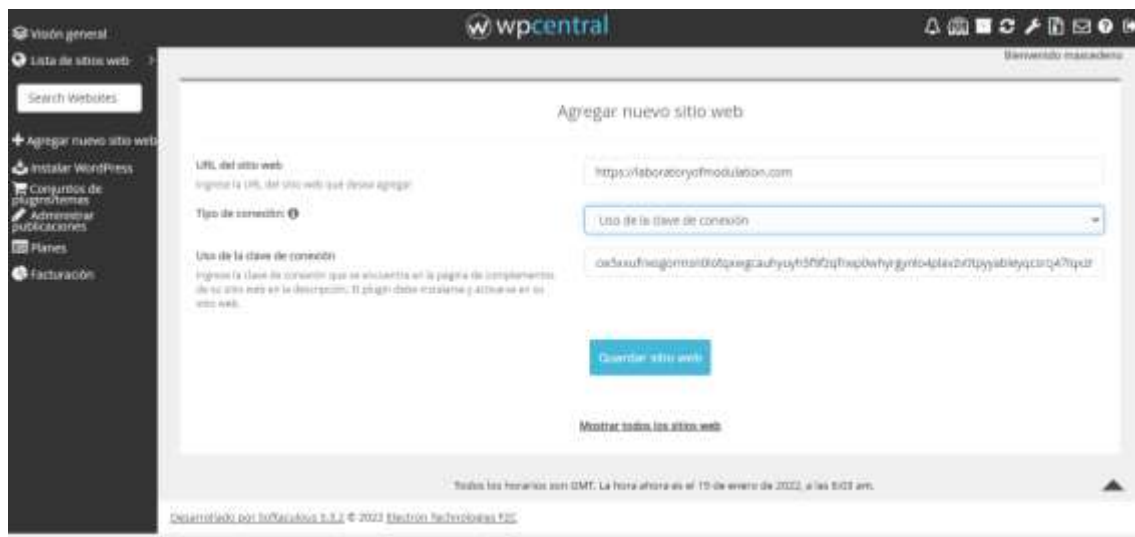 Visión general
wpcentral
Lista de sitios web
Bienvenido
Search Websites
Agregar nuevo sitio web
+ Agregar nuevo sitio web
Instalar WordPress
Conjuntos de plugins/temas
Administrar publicaciones
Planes
Facturación
URL del sitio web
Ingrese la URL del sitio web que desea agregar.
https://laboratoryofmodulation.com
Tipo de conexión:
Uso de la clave de conexión
Uso de la clave de conexión
Ingrese la clave de conexión que se encuentra en la página de complementos
de su sitio web en la descripción. El plugin debe instalarse y activarse en su
sitio web.
Guardar sitio web
Mostrar todos los sitios web
Todos los horarios son GMT. La hora ahora es el de enero de 2022, a las am.
Desarrollado por Softaculous © Electron Technologies FZC